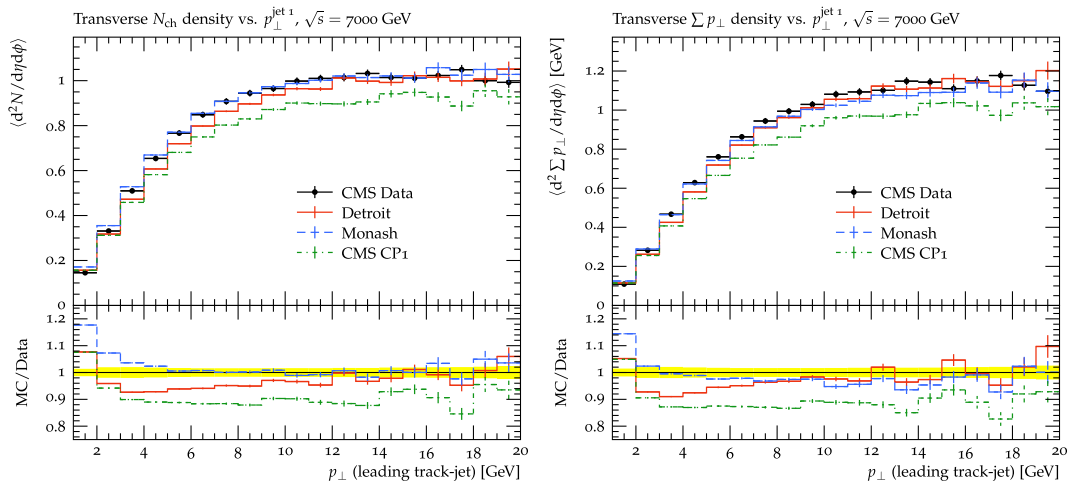 Transverse N_ch density vs. p_⊥^jet 1, √s = 7000 GeV
⟨d²N/dηdϕ⟩
1.2
1
0.8
0.6
0.4
0.2
0
CMS Data
Detroit
Monash
CMS CP1
MC/Data
1.2
1.1
1
0.9
0.8
2 4 6 8 10 12 14 16 18 20
p_⊥ (leading track-jet) [GeV]
Transverse ∑ p_⊥ density vs. p_⊥^jet 1, √s = 7000 GeV
⟨d² ∑ p_⊥/dηdϕ⟩ [GeV]
1.2
1.0
0.8
0.6
0.4
0.2
0
CMS Data
Detroit
Monash
CMS CP1
MC/Data
1.2
1.1
1
0.9
0.8
2 4 6 8 10 12 14 16 18 20
p_⊥ (leading track-jet) [GeV]